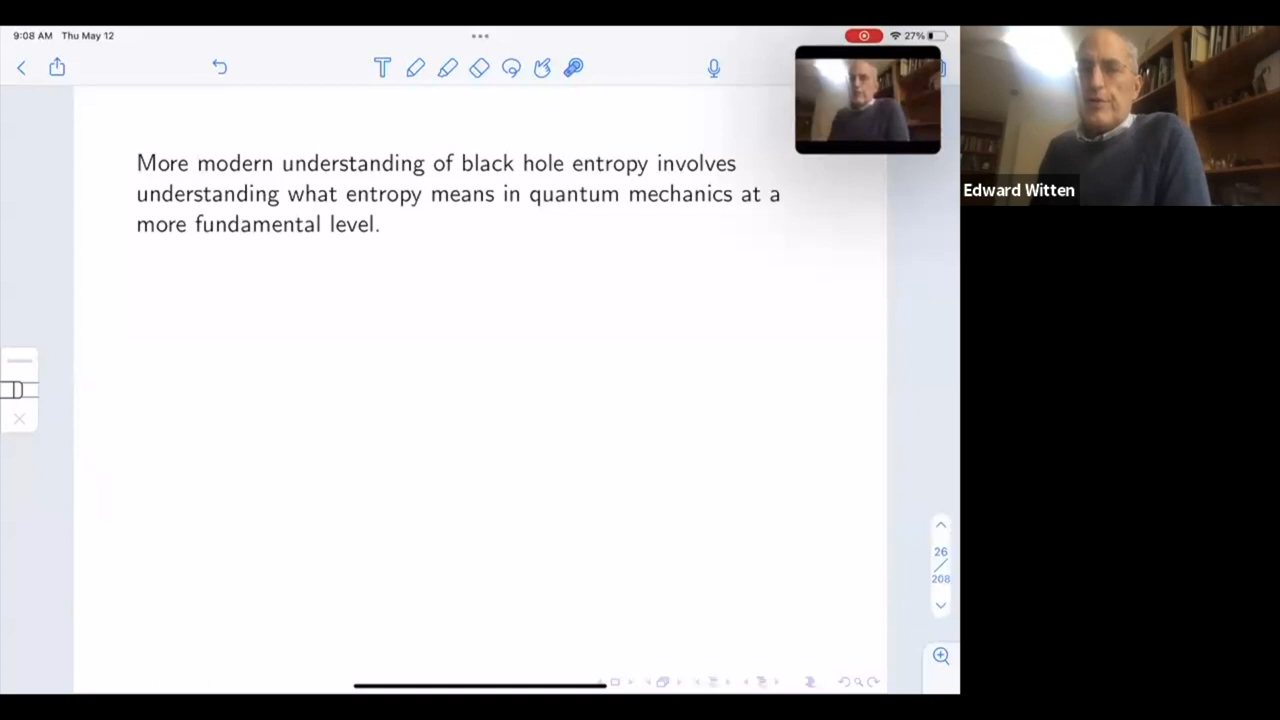 9:08 AM Thu May 12
27%
More modern understanding of black hole entropy involves
understanding what entropy means in quantum mechanics at a
more fundamental level.
Edward Witten
26
208